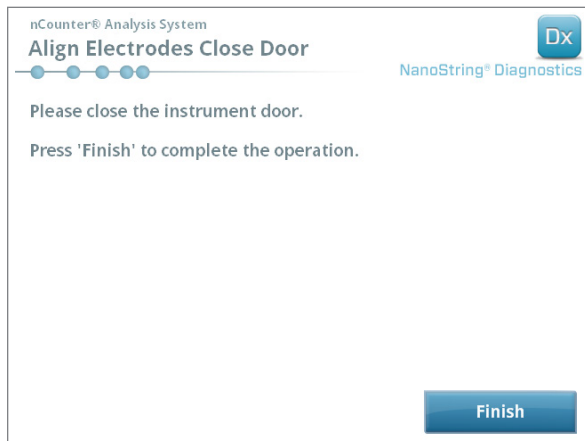 nCounter® Analysis System
Align Electrodes Close Door
Dx
NanoString® Diagnostics
Please close the instrument door.
Press 'Finish' to complete the operation.
Finish